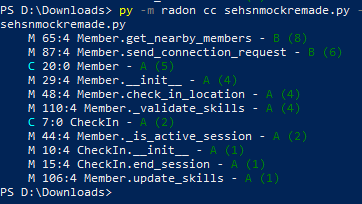 PS D:\Downloads> py -m radon cc sehsnmockremade.py -
sehsnmockremade.py
M 65:4 Member.get_nearby_members - B (8)
M 87:4 Member.send_connection_request - B (6)
C 20:0 Member - A (5)
M 29:4 Member.__init__ - A (4)
M 48:4 Member.check_in_location - A (4)
M 110:4 Member._validate_skills - A (4)
C 7:0 CheckIn - A (2)
M 44:4 Member._is_active_session - A (2)
M 10:4 CheckIn.__init__ - A (1)
M 15:4 CheckIn.end_session - A (1)
M 106:4 Member.update_skills - A (1)
PS D:\Downloads>